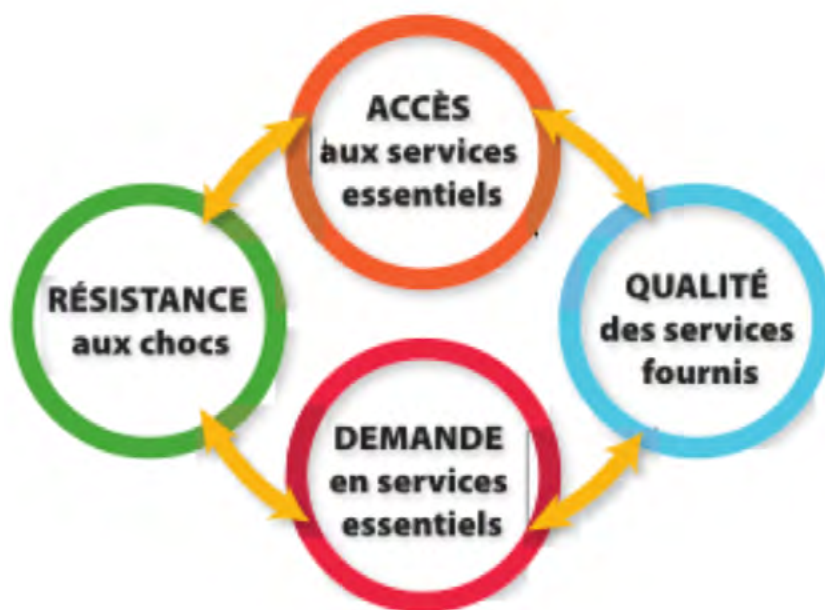 ACCÈS
aux services
essentiels
RÉSISTANCE
aux chocs
QUALITÉ
des services
fournis
DEMANDE
en services
essentiels